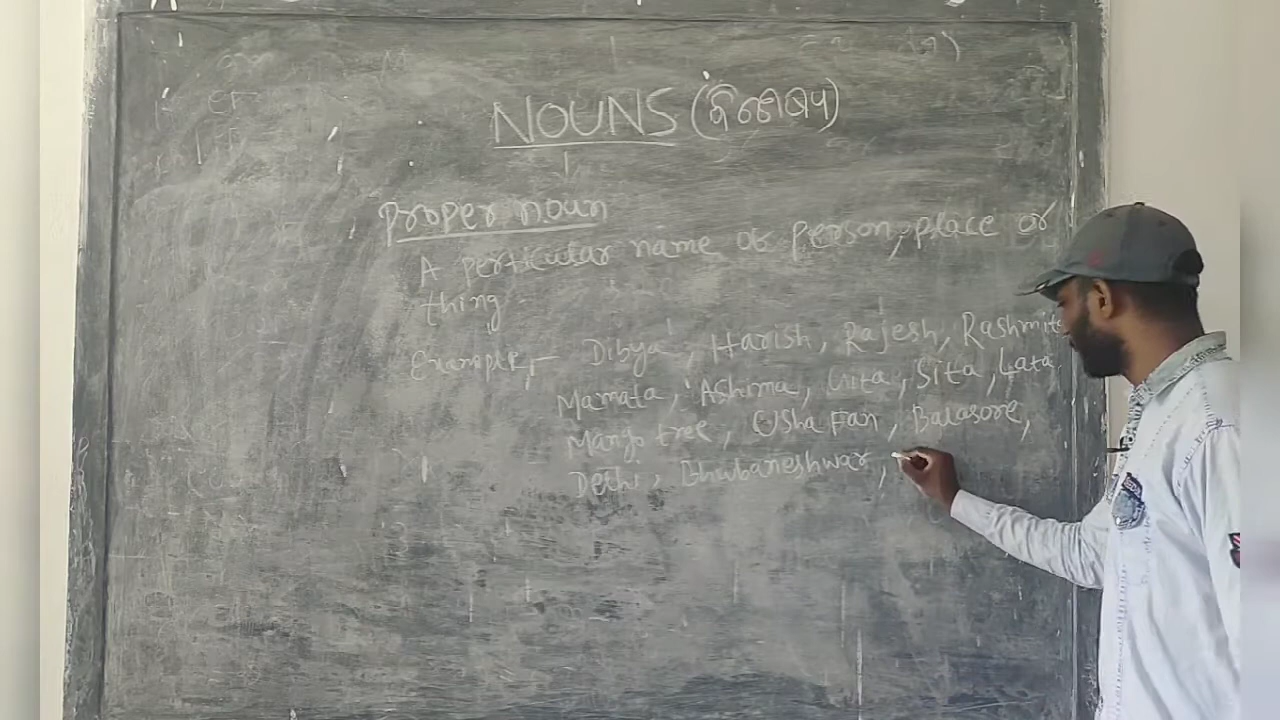 NOUNS (ବିଶେଷ୍ୟ)
Proper noun
A perticular name of person, place or
thing
Example,- Dibya, Harish, Rajesh, Rashmita
Mamata, Ashima, Gita, Sita, Lata
Mango tree, Usha Fan, Balasore,
Delhi, Bhubaneshwar,